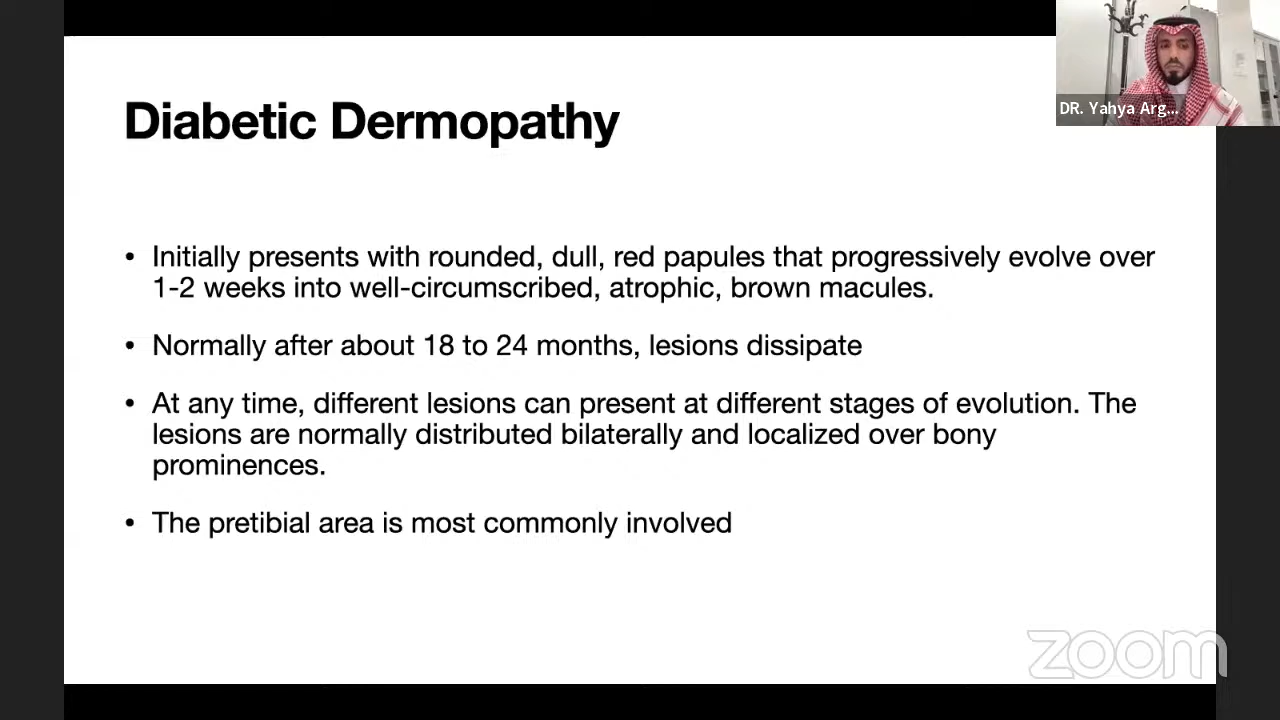 Diabetic Dermopathy
DR. Yahya Arg...
• Initially presents with rounded, dull, red papules that progressively evolve over
1-2 weeks into well-circumscribed, atrophic, brown macules.
• Normally after about 18 to 24 months, lesions dissipate
• At any time, different lesions can present at different stages of evolution. The
lesions are normally distributed bilaterally and localized over bony
prominences.
• The pretibial area is most commonly involved
zoom